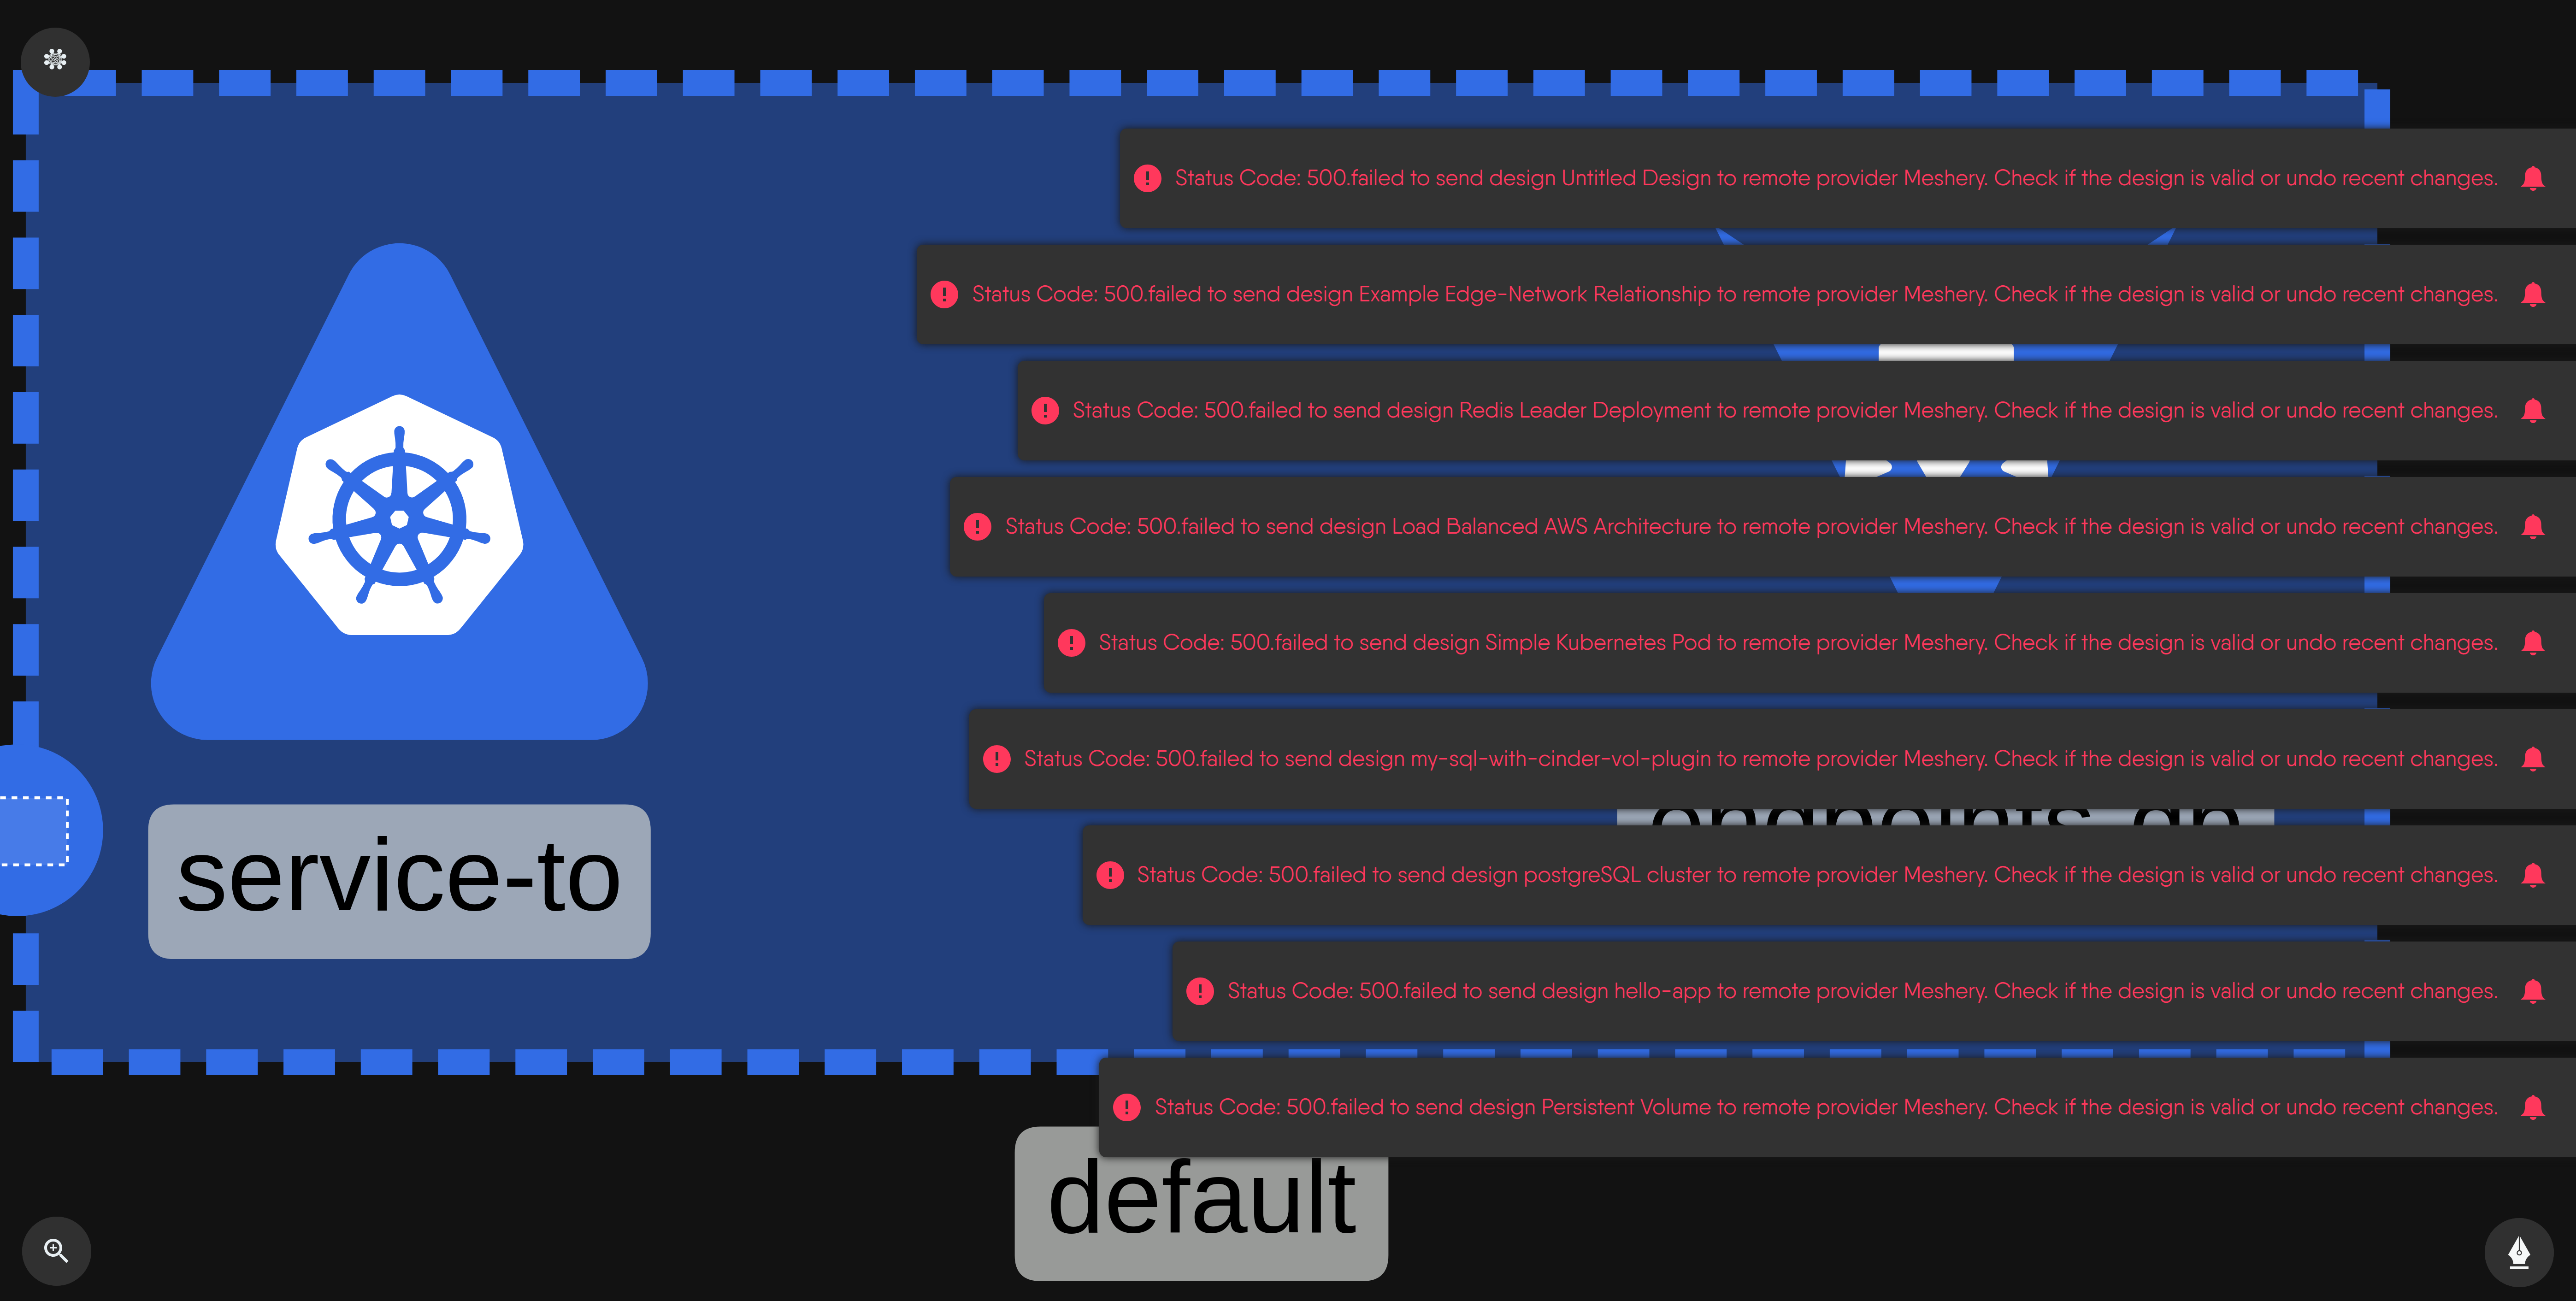 Status Code: 500.failed to send design Untitled Design to remote provider Meshery. Check if the design is valid or undo recent changes.
Status Code: 500.failed to send design Example Edge-Network Relationship to remote provider Meshery. Check if the design is valid or undo recent changes.
Status Code: 500.failed to send design Redis Leader Deployment to remote provider Meshery. Check if the design is valid or undo recent changes.
Status Code: 500.failed to send design Load Balanced AWS Architecture to remote provider Meshery. Check if the design is valid or undo recent changes.
Status Code: 500.failed to send design Simple Kubernetes Pod to remote provider Meshery. Check if the design is valid or undo recent changes.
Status Code: 500.failed to send design my-sql-with-cinder-vol-plugin to remote provider Meshery. Check if the design is valid or undo recent changes.
Status Code: 500.failed to send design postgreSQL cluster to remote provider Meshery. Check if the design is valid or undo recent changes.
service-to
Status Code: 500.failed to send design hello-app to remote provider Meshery. Check if the design is valid or undo recent changes.
Status Code: 500.failed to send design Persistent Volume to remote provider Meshery. Check if the design is valid or undo recent changes.
default